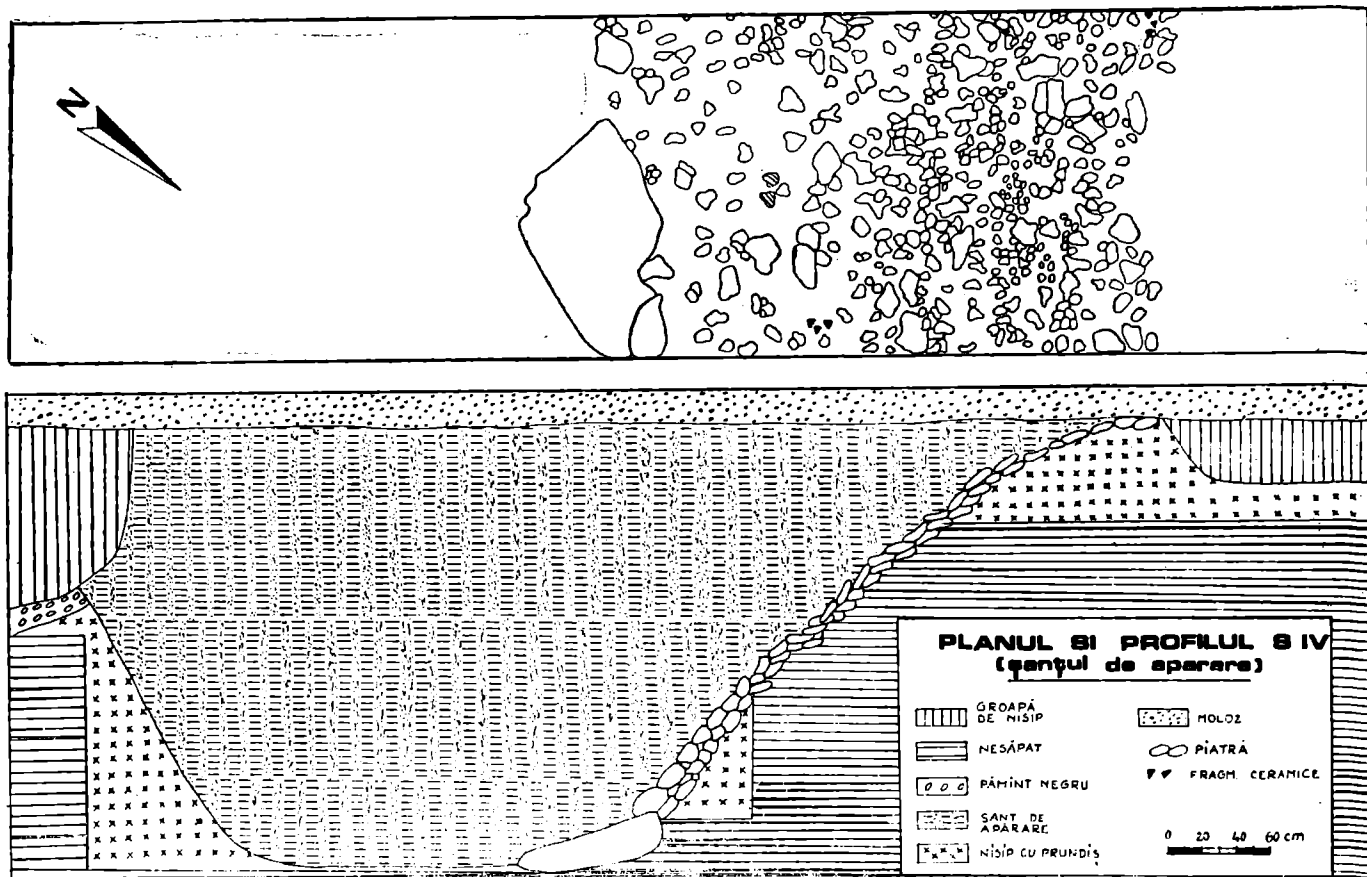 N
PLANUL SI PROFILUL S IV
(şanţul de aparare)
GROAPĂ
DE NISIP
NESĂPAT
PĂMÎNT NEGRU
SANT DE
APĂRARE
NISIP CU PRUNDIŞ
MOLOZ
PIATRĂ
FRAGM. CERAMICE
0 20 40 60 cm